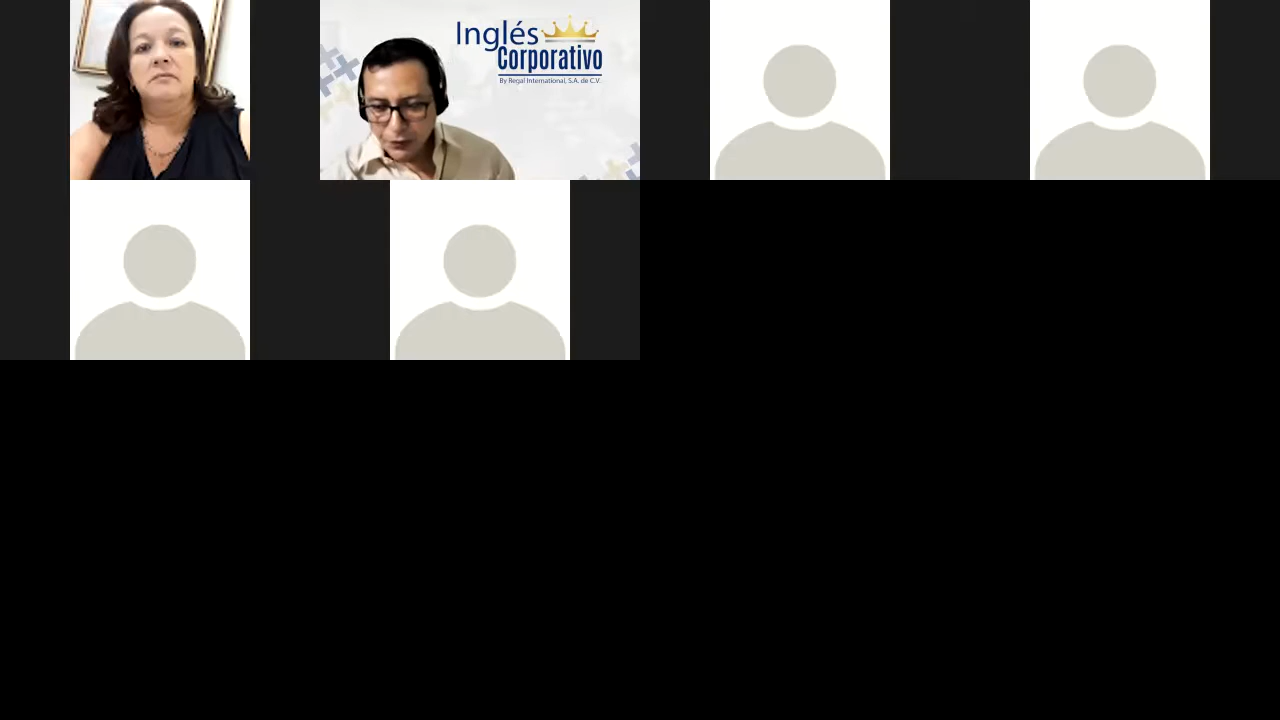 Inglés
Corporativo
By Regal International, S.A. de C.V.